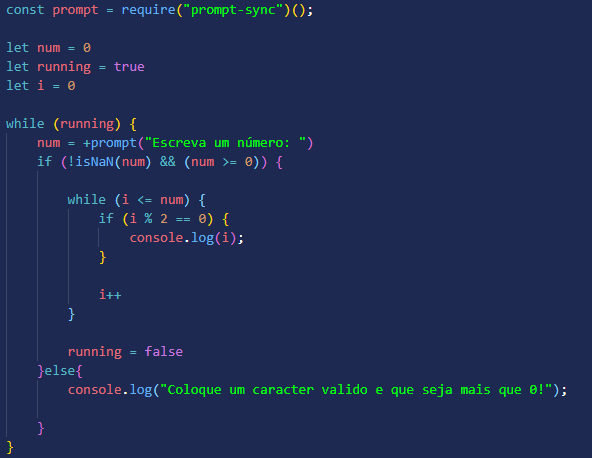 const prompt = require("prompt-sync")();
let num = 0
let running = true
let i = 0
while (running) {
num = +prompt("Escreva um número: ")
if (!isNaN(num) && (num >= 0)) {
while (i <= num) {
if (i % 2 == 0) {
console.log(i);
}
i++
}
running = false
}else{
console.log("Coloque um caracter valido e que seja mais que 0!");
}
}